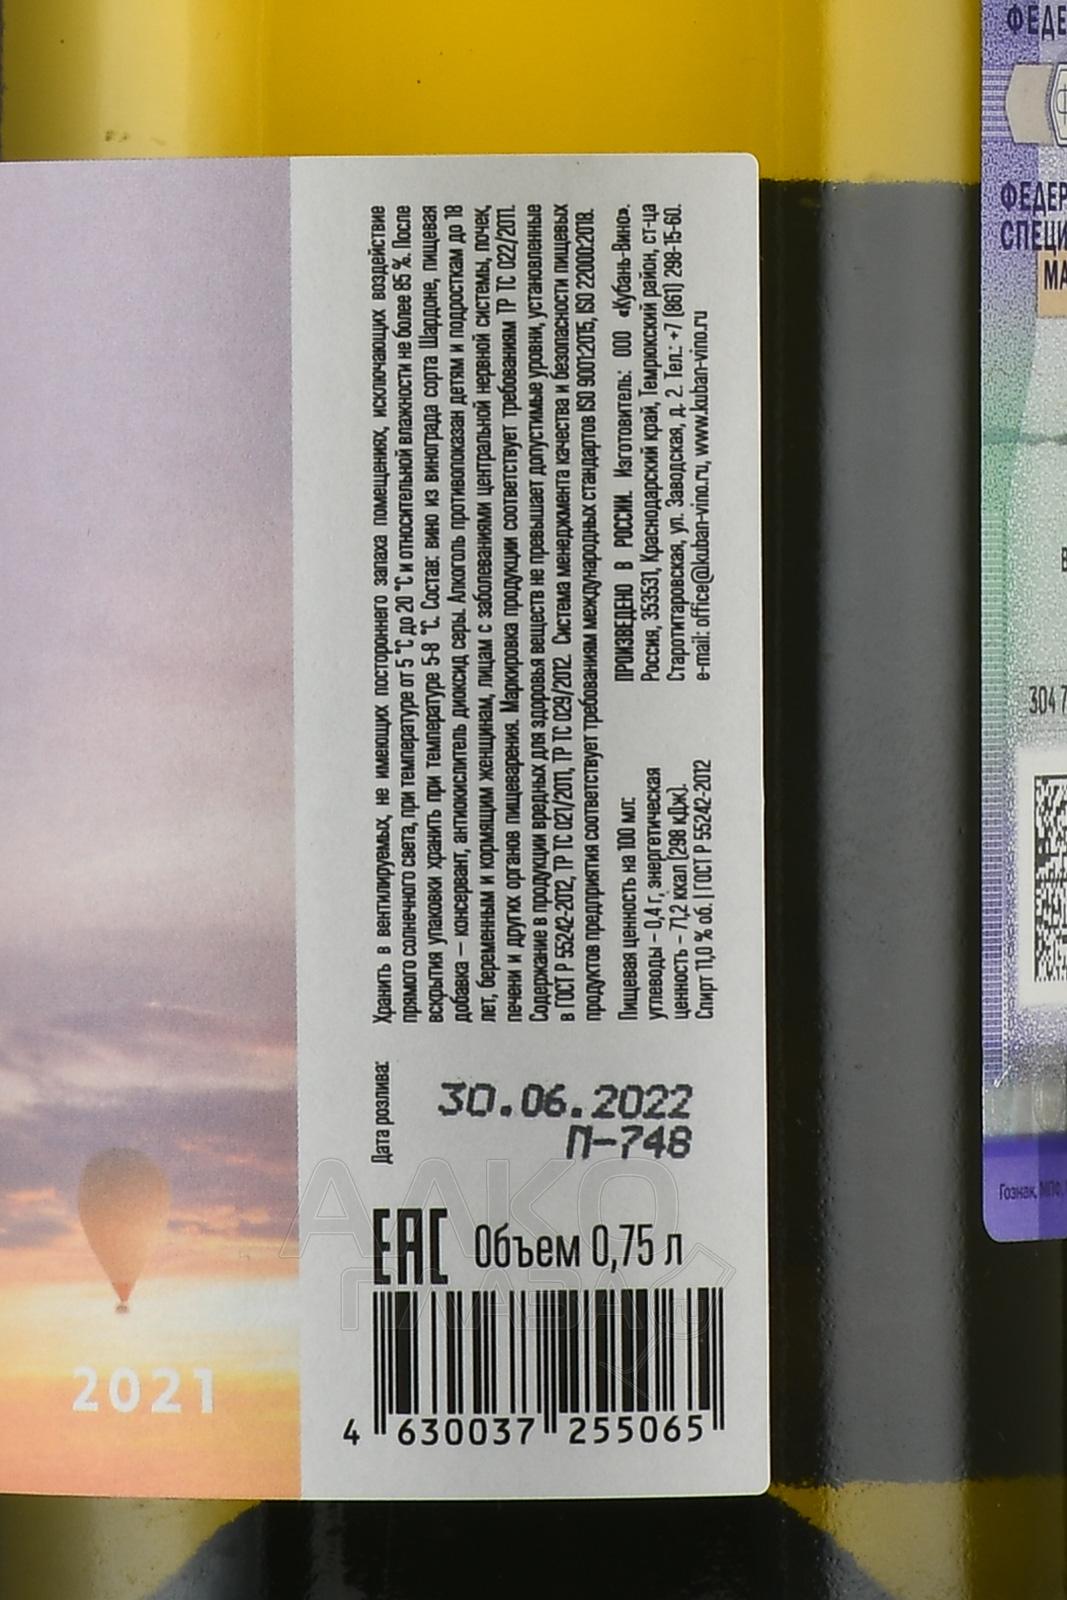 Хранить в вентилируемых, не имеющих постороннего запаха помещениях, исключающих воздействие
прямого солнечного света, при температуре от 5 °С до 20 °С и относительной влажности не более 85 %. После
вскрытия упаковки хранить при температуре 5-8 °С. Состав: вино из винограда сорта Шардоне, пищевая
добавка – консервант, антиокислитель диоксид серы. Алкоголь противопоказан детям и подросткам до 18
лет, беременным и кормящим женщинам, лицам с заболеваниями центральной нервной системы, почек,
печени и других органов пищеварения. Маркировка продукции соответствует требованиям ТР ТС 022/2011.
Содержание в продукции вредных для здоровья веществ не превышает допустимые уровни, установленные
в ГОСТ Р 55242-2012, ТР ТС 021/2011, ТР ТС 029/2012. Система менеджмента качества и безопасности пищевых
продуктов предприятия соответствует требованиям международных стандартов ISO 9001:2015, ISO 22000:2018.
Пищевая ценность на 100 мл:
углеводы – 0,4 г, энергетическая
ценность – 71,2 ккал (298 кДж).
Спирт 11,0 % об. | ГОСТ Р 55242-2012
ПРОИЗВЕДЕНО В РОССИИ. Изготовитель: ООО «Кубань-Вино».
Россия, 353531, Краснодарский край, Темрюкский район, ст-ца
Старотитаровская, ул. Заводская, д. 2. Тел.: +7 (861) 298-15-60.
e-mail: office@kuban-vino.ru, www.kuban-vino.ru
Дата розлива:
30.06.2022
П-748
EAC Объем 0,75 л
4 630037 255065
2021
АЛКО
ПЛАЗА
ФЕДЕ
ФЕДЕР
СПЕЦИ
МА
304 7
Гознак, МПФ,